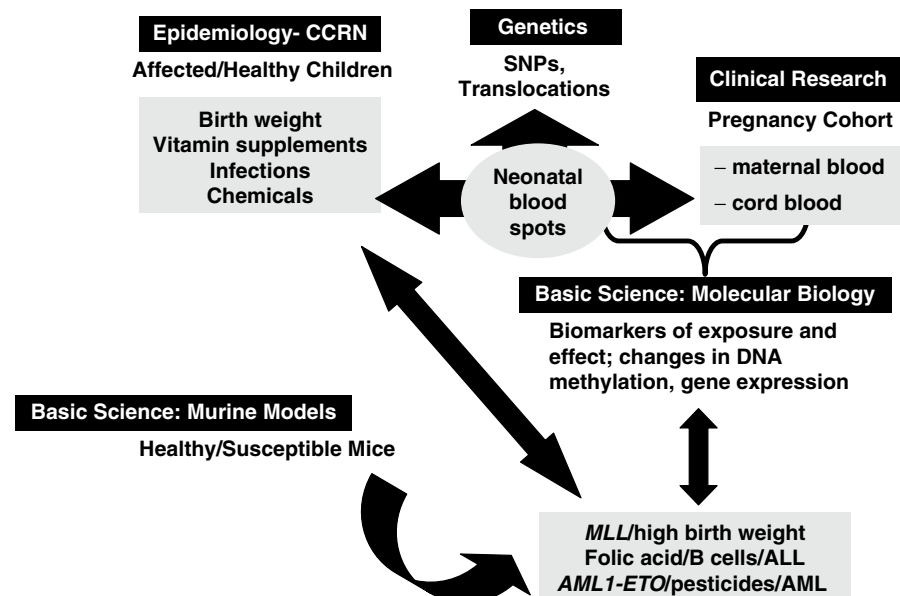 Epidemiology- CCRN
Affected/Healthy Children
Birth weight
Vitamin supplements
Infections
Chemicals
Genetics
SNPs,
Translocations
Neonatal
blood
spots
Clinical Research
Pregnancy Cohort
– maternal blood
– cord blood
Basic Science: Molecular Biology
Biomarkers of exposure and
effect; changes in DNA
methylation, gene expression
Basic Science: Murine Models
Healthy/Susceptible Mice
MLL/high birth weight
Folic acid/B cells/ALL
AML1-ETO/pesticides/AML